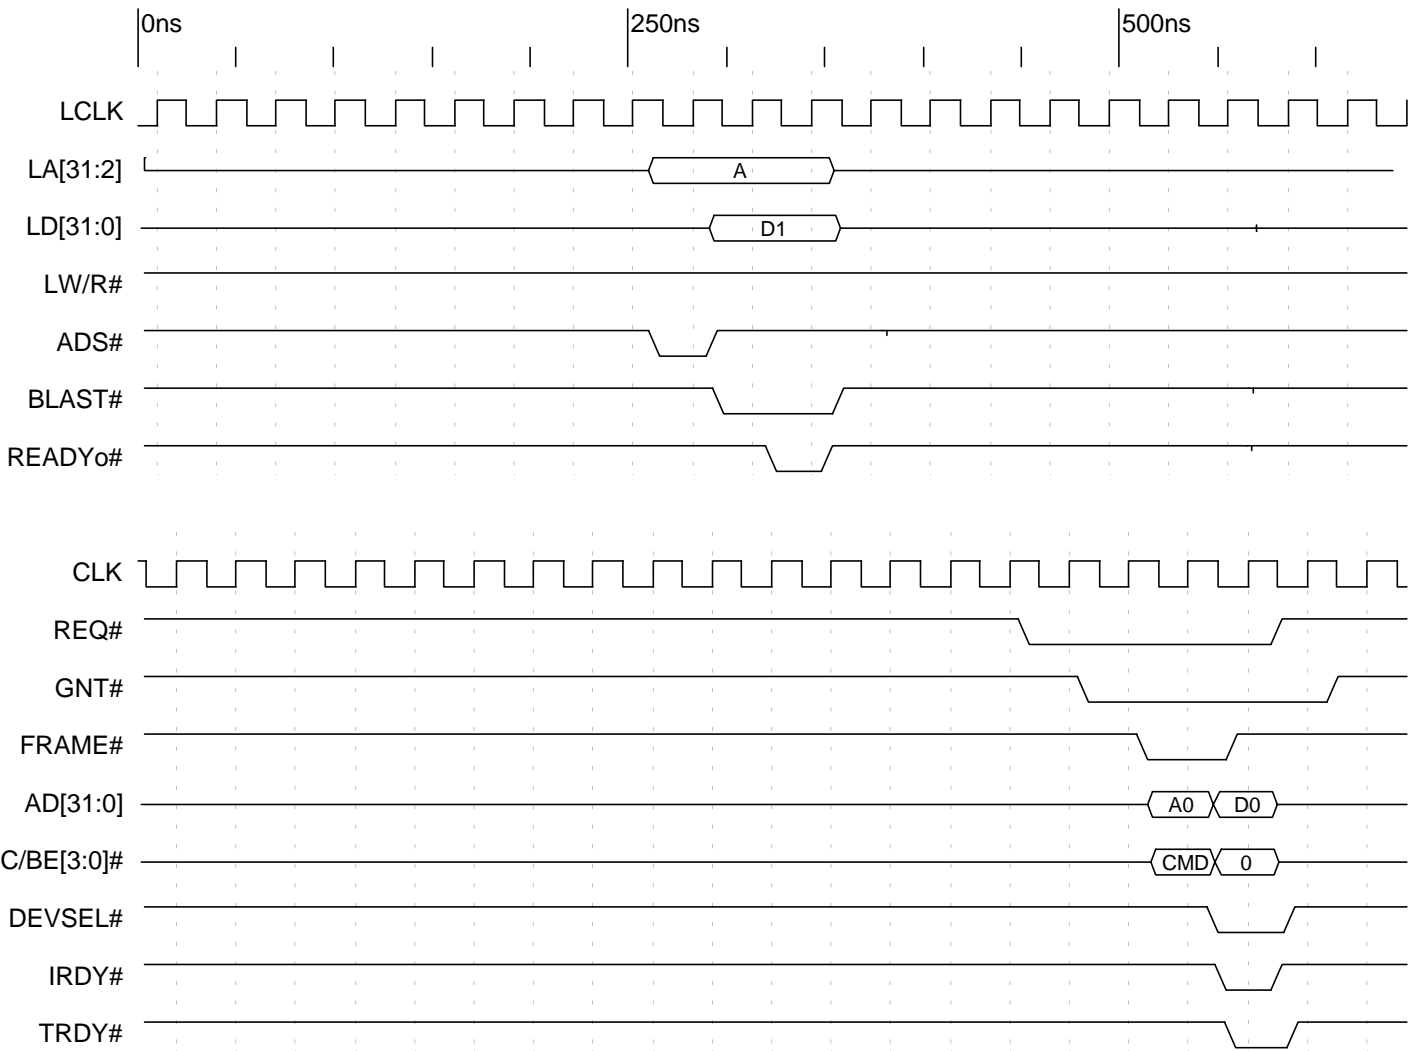 0ns 250ns 500ns
LCLK
LA[31:2] A
LD[31:0] D1
LW/R#
ADS#
BLAST#
READYo#
CLK
REQ#
GNT#
FRAME#
AD[31:0] A0 D0
C/BE[3:0]# CMD 0
DEVSEL#
IRDY#
TRDY#